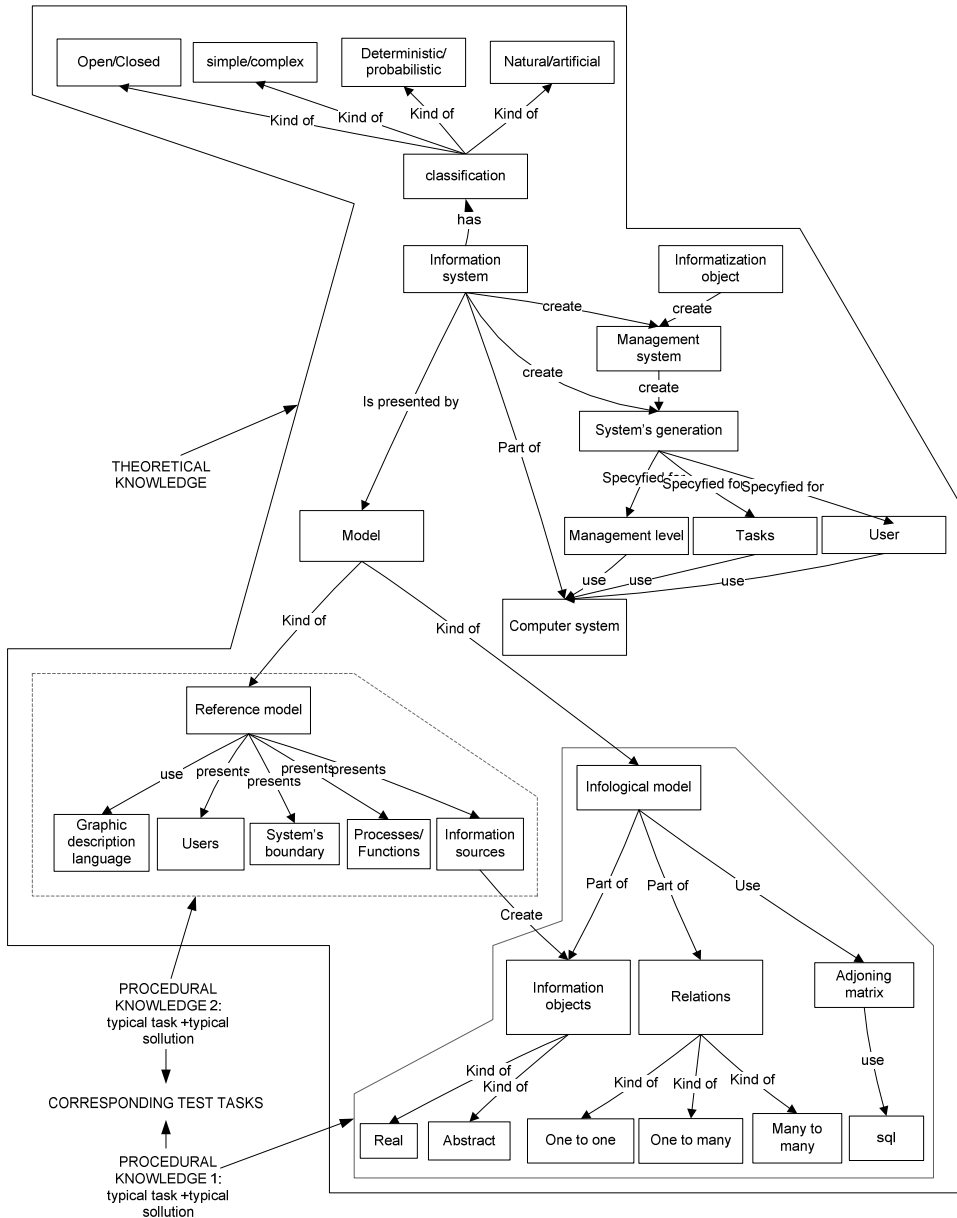 Open/Closed
simple/complex
Deterministic/
probabilistic
Natural/artificial
Kind of
Kind of
Kind of
Kind of
classification
has
Information
system
Informatization
object
create
create
Management
system
create
create
Is presented by
System's generation
Part of
THEORETICAL
KNOWLEDGE
Specyfied for
Specyfied for
Specyfied for
Model
Management level
Tasks
User
use
use
use
Computer system
Kind of
Kind of
Reference model
use
presents
presents
presents
presents
Infological model
Graphic
description
language
Users
System's
boundary
Processes/
Functions
Information
sources
Part of
Part of
Use
Create
Information
objects
Relations
Adjoning
matrix
PROCEDURAL
KNOWLEDGE 2:
typical task +typical
sollution
use
Kind of
Kind of
Kind of
Kind of
Kind of
CORRESPONDING TEST TASKS
Real
Abstract
One to one
One to many
Many to
many
sql
PROCEDURAL
KNOWLEDGE 1:
typical task +typical
sollution